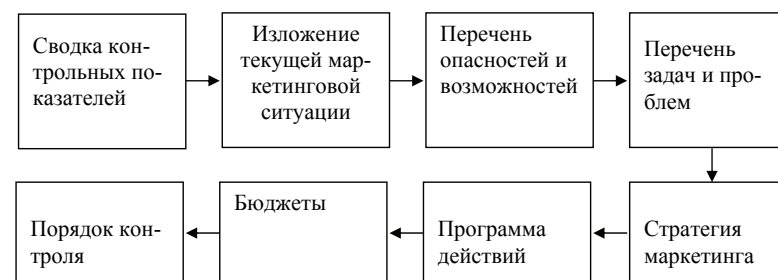 Сводка кон-
трольных по-
казателей
Изложение
текущей мар-
кетинговой
ситуации
Перечень
опасностей и
возможностей
Перечень
задач и про-
блем
Стратегия
маркетинга
Программа
действий
Бюджеты
Порядок кон-
троля